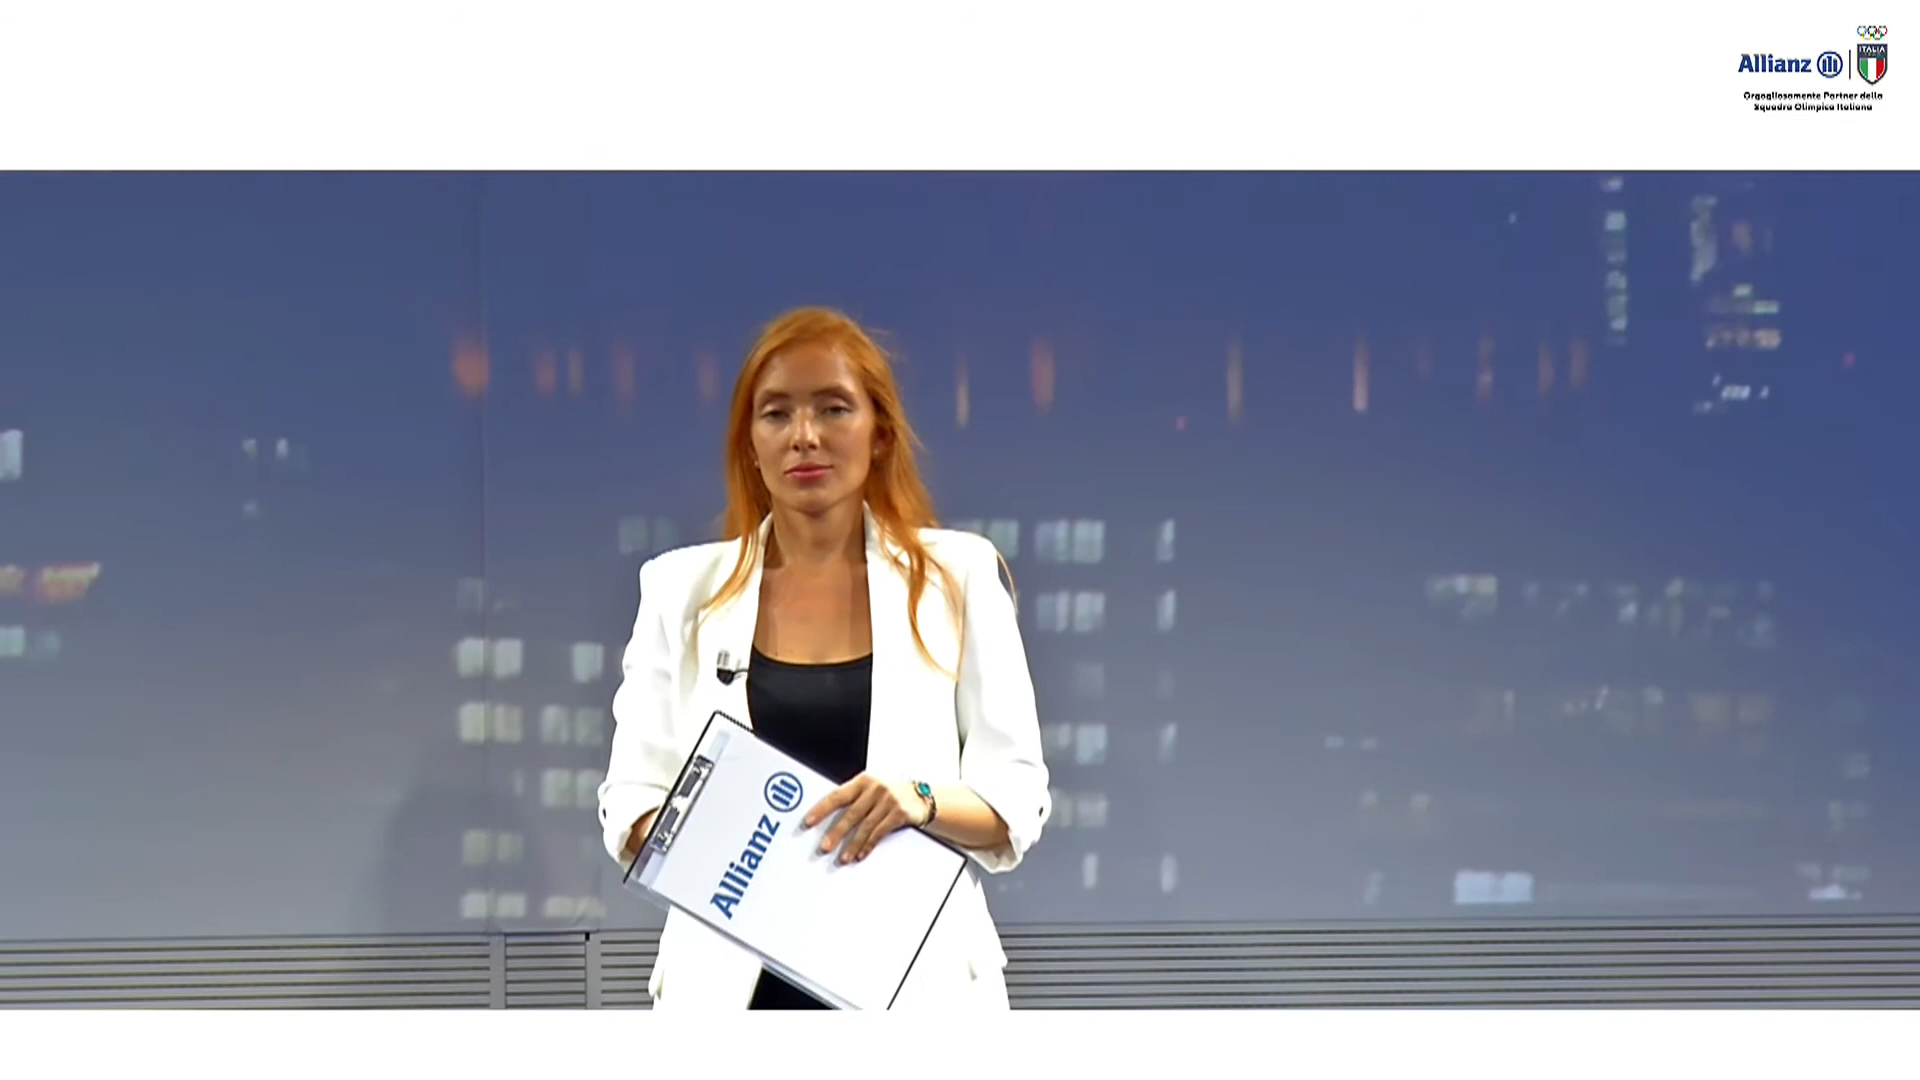 Allianz
ITALIA
Orgogliosamente Partner della
Squadra Olimpica Italiana
Allianz